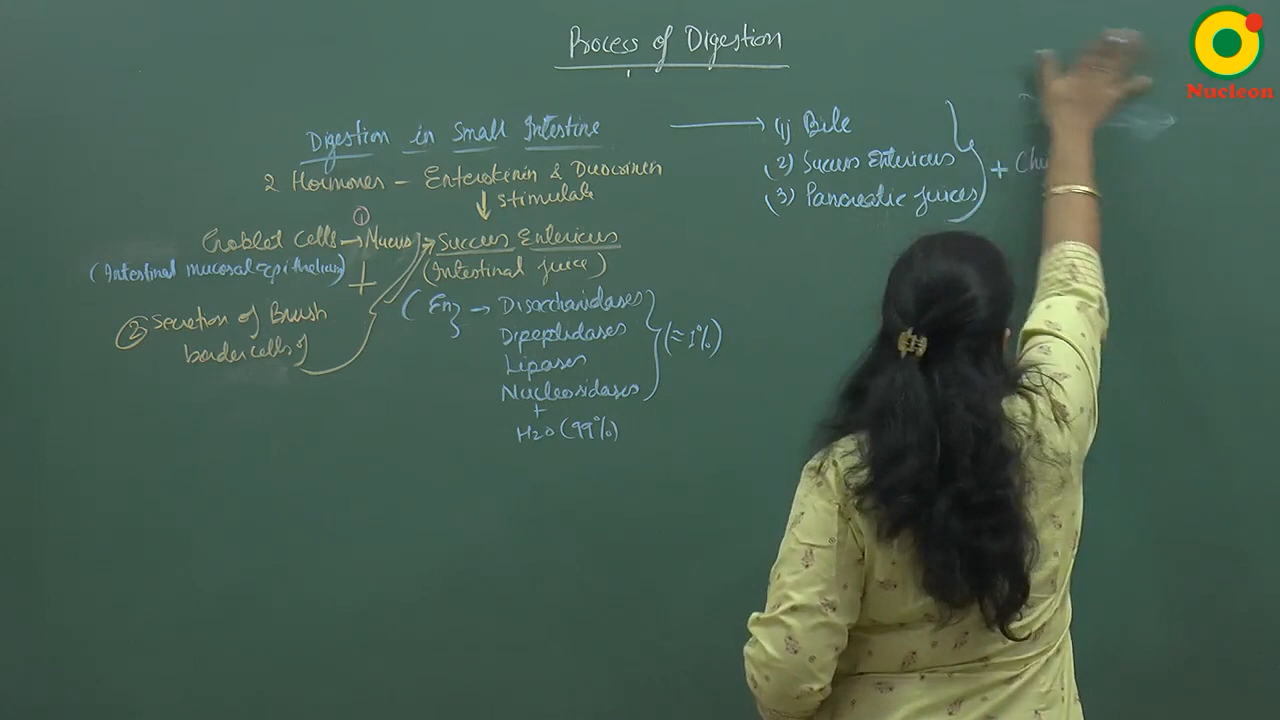 Process of Digestion
Nucleon
Digestion in Small Intestine → (1) Bile
(2) Succus Entericus
(3) Pancreatic Juices
+
2 Hormones - Enterokinin & Duocrinin
↓ stimulate
①
Goblet Cells → Mucus → Succus Entericus
(Intestinal mucosal epithelium)
+
(Intestinal juice)
② Secretion of Brush
border cells of
(Enz → Disaccharidases
Dipeptidases
Lipases
Nucleosidases
(≈ 1%)
+
H2O (99%)